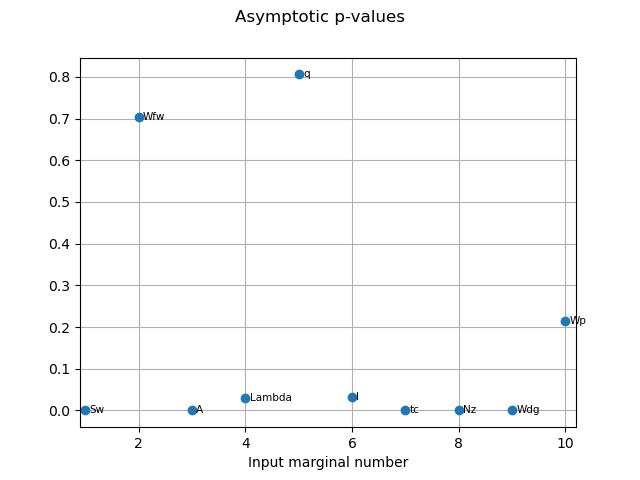 Asymptotic p-values
0.8
0.7
0.6
0.5
0.4
0.3
0.2
0.1
0.0
q
Wfw
Wp
Lambda
l
Sw
A
tc
Nz
Wdg
2
4
6
8
10
Input marginal number